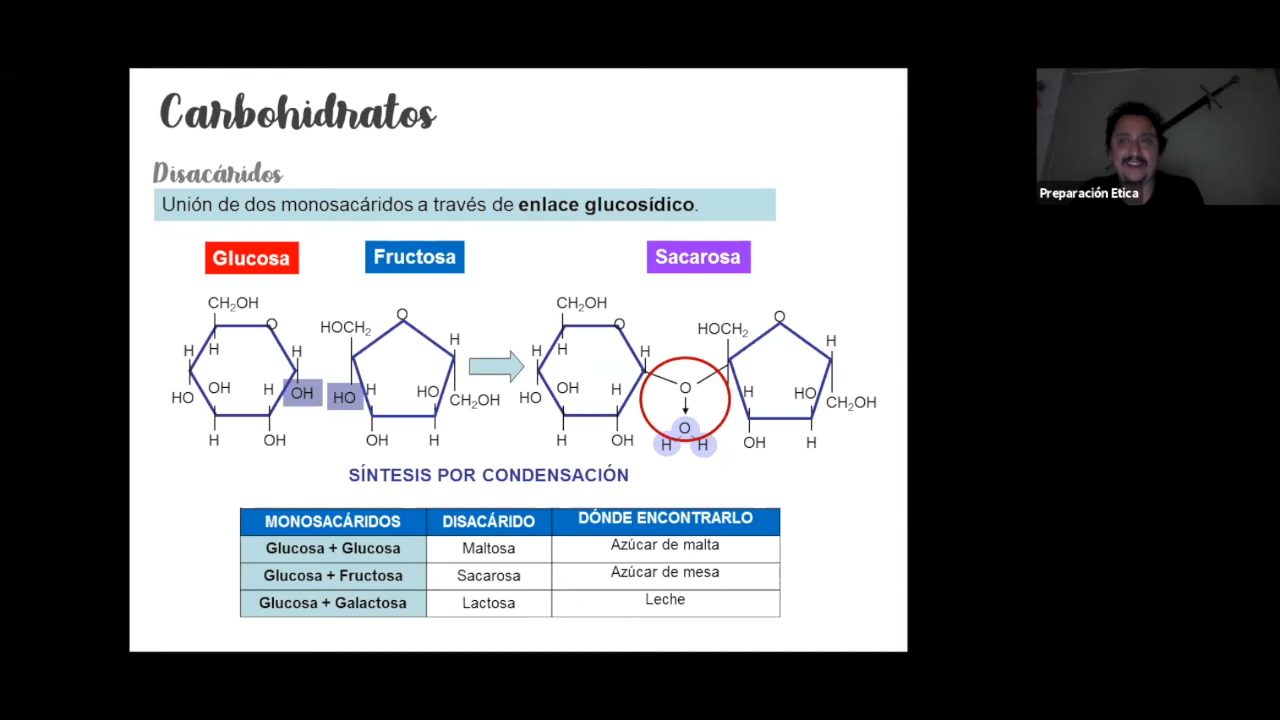 Carbohidratos
Disacáridos
Unión de dos monosacáridos a través de enlace glucosídico.
Glucosa
Fructosa
Sacarosa
CH₂OH
O
H
H
H
HO
OH
H
OH
H
OH
HOCH₂
O
H
HO
H
HO
CH₂OH
OH
H
CH₂OH
O
H
H
H
HO
OH
H
H
OH
O
O
H
H
HOCH₂
O
H
H
HO
CH₂OH
OH
H
SÍNTESIS POR CONDENSACIÓN
MONOSACÁRIDOS DISACÁRIDO DÓNDE ENCONTRARLO
Glucosa + Glucosa Maltosa Azúcar de malta
Glucosa + Fructosa Sacarosa Azúcar de mesa
Glucosa + Galactosa Lactosa Leche
Preparación Etica